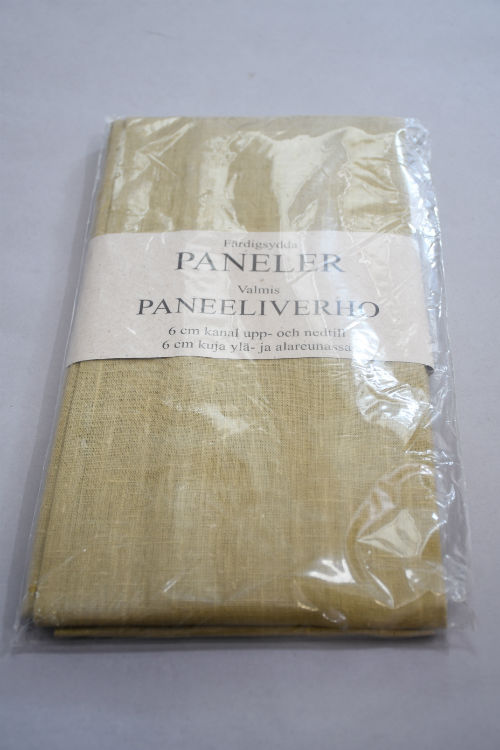 Färdigsydda
PANELER
Valmis
PANEELIVERHO
6 cm kanal upp- och nedtill
6 cm kuja ylä- ja alareunassa